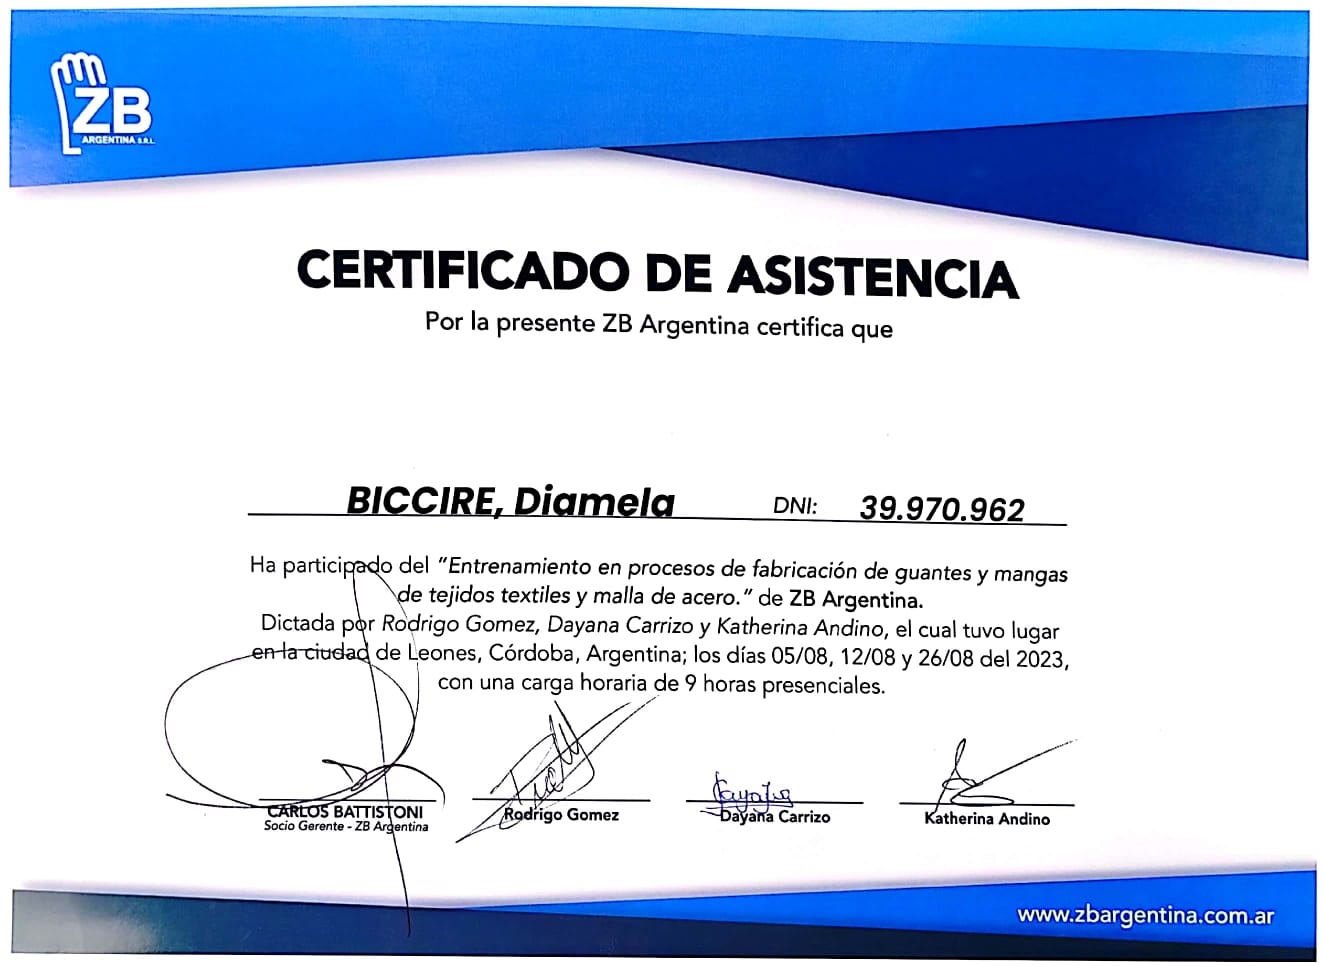 ZB
ARGENTINA S.R.L.
CERTIFICADO DE ASISTENCIA
Por la presente ZB Argentina certifica que
BICCIRE, Diamela DNI: 39.970.962
Ha participado del "Entrenamiento en procesos de fabricación de guantes y mangas
de tejidos textiles y malla de acero." de ZB Argentina.
Dictada por Rodrigo Gomez, Dayana Carrizo y Katherina Andino, el cual tuvo lugar
en la ciudad de Leones, Córdoba, Argentina; los días 05/08, 12/08 y 26/08 del 2023,
con una carga horaria de 9 horas presenciales.
CARLOS BATTISTONI
Socio Gerente - ZB Argentina
Rodrigo Gomez
Dayana Carrizo
Katherina Andino
www.zbargentina.com.ar